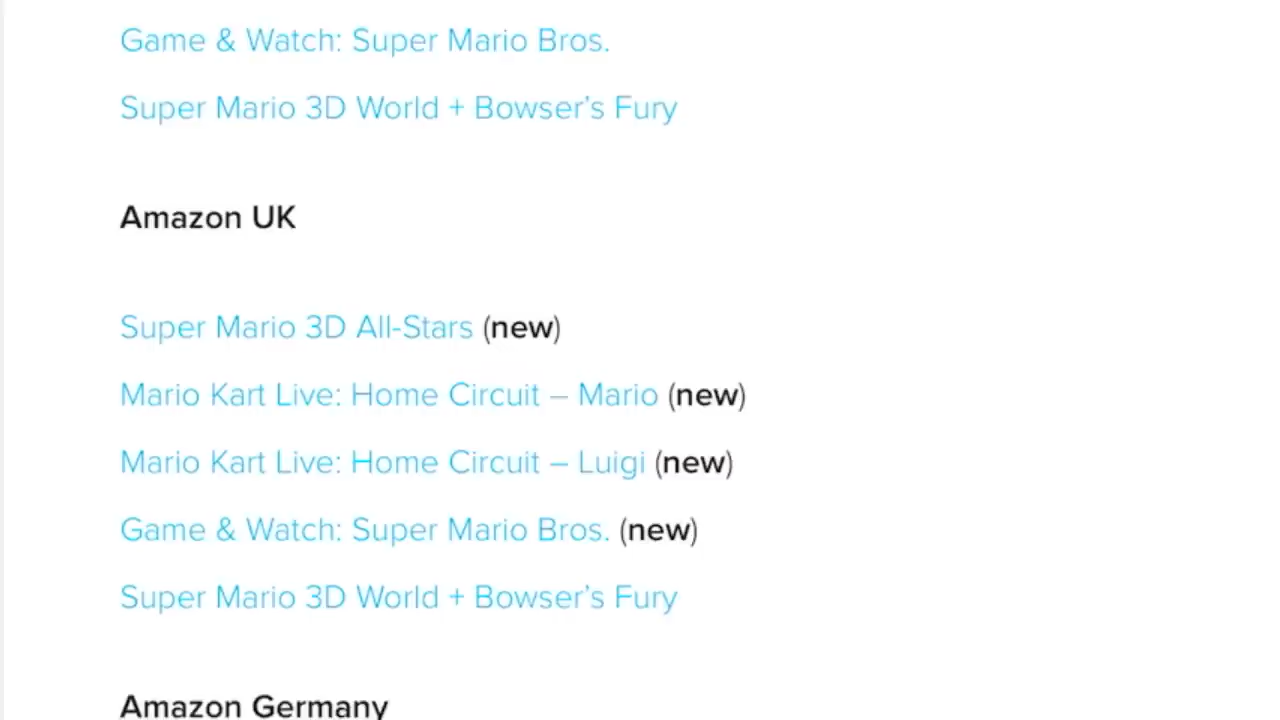 Game & Watch: Super Mario Bros.
Super Mario 3D World + Bowser’s Fury
Amazon UK
Super Mario 3D All-Stars (new)
Mario Kart Live: Home Circuit – Mario (new)
Mario Kart Live: Home Circuit – Luigi (new)
Game & Watch: Super Mario Bros. (new)
Super Mario 3D World + Bowser’s Fury
Amazon Germany